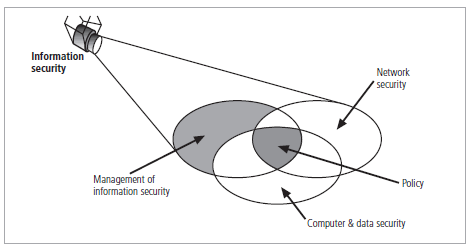 Information
security
Network
security
Management of
information security
Policy
Computer & data security